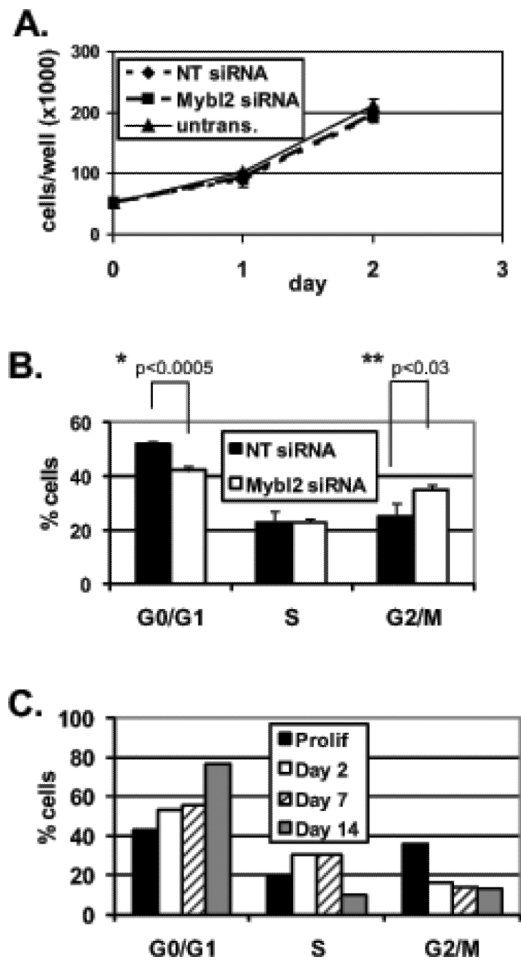 A.
cells/well (x1000)
300
200
100
0
NT siRNA
Mybl2 siRNA
untrans.
0 1 2 3
day
B.
* p<0.0005
** p<0.03
% cells
60
40
20
0
NT siRNA
Mybl2 siRNA
G0/G1 S G2/M
C.
% cells
100
80
60
40
20
0
Prolif
Day 2
Day 7
Day 14
G0/G1 S G2/M